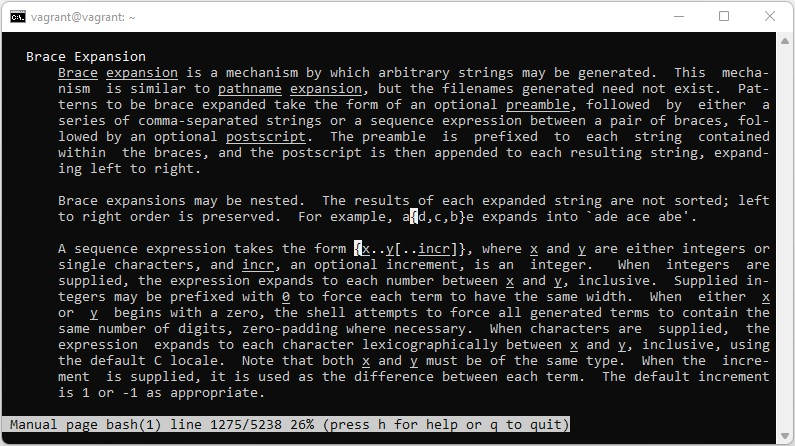 vagrant@vagrant: ~
Brace Expansion
Brace expansion is a mechanism by which arbitrary strings may be generated.  This  mecha-
nism  is similar to pathname expansion, but the filenames generated need not exist.  Pat-
terns to be brace expanded take the form of an optional preamble, followed  by  either  a
series of comma-separated strings or a sequence expression between a pair of braces, fol-
lowed by an optional postscript.  The preamble  is  prefixed  to  each  string  contained
within  the braces, and the postscript is then appended to each resulting string, expand-
ing left to right.
Brace expansions may be nested.  The results of each expanded string are not sorted; left
to right order is preserved.  For example, a{d,c,b}e expands into `ade ace abe'.
A sequence expression takes the form {x..y[..incr]}, where x and y are either integers or
single characters, and incr, an optional increment, is an  integer.   When  integers  are
supplied, the expression expands to each number between x and y, inclusive.  Supplied in-
tegers may be prefixed with 0 to force each term to have the same width.  When  either  x
or  y  begins with a zero, the shell attempts to force all generated terms to contain the
same number of digits, zero-padding where necessary.  When characters are  supplied,  the
expression  expands to each character lexicographically between x and y, inclusive, using
the default C locale.  Note that both x and y must be of the same type.  When the  incre-
ment  is supplied, it is used as the difference between each term.  The default increment
is 1 or -1 as appropriate.
Manual page bash(1) line 1275/5238 26% (press h for help or q to quit)